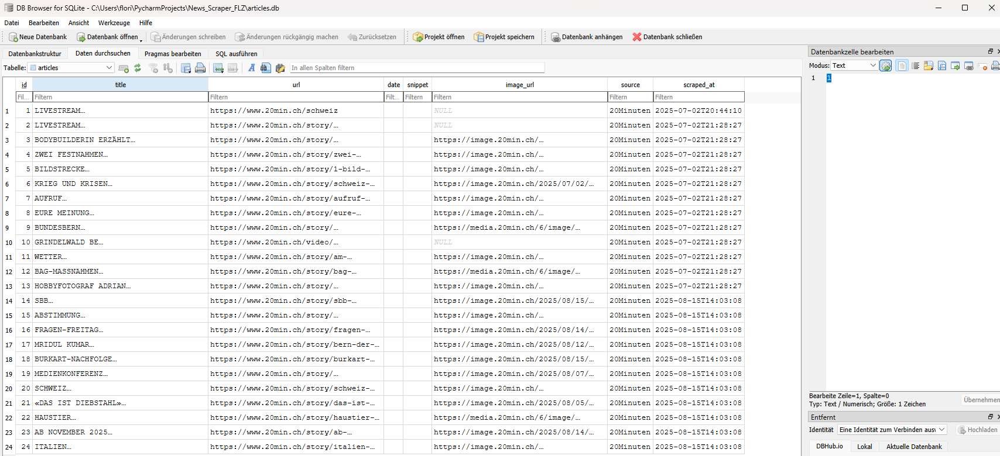 DB Browser for SQLite - C:\Users\flori\PycharmProjects\News_Scraper_FLZ\articles.db
Datei Bearbeiten Ansicht Werkzeuge Hilfe
Neue Datenbank Datenbank öffnen Änderungen schreiben Änderungen rückgängig machen Zurücksetzen Projekt öffnen Projekt speichern Datenbank anhängen Datenbank schließen
Datenbankstruktur Daten durchsuchen Pragmas bearbeiten SQL ausführen
Tabelle: articles In allen Spalten filtern
id title url date snippet image_url source scraped_at
Fil... Filtern Filtern Filt... Filtern Filtern Filtern Filtern
1 1 LIVESTREAM… https://www.20min.ch/schweiz NULL 20Minuten 2025-07-02T20:44:10
2 2 LIVESTREAM… https://www.20min.ch/story/… NULL 20Minuten 2025-07-02T21:28:27
3 3 BODYBUILDERIN ERZÄHLT… https://www.20min.ch/story/… https://image.20min.ch/… 20Minuten 2025-07-02T21:28:27
4 4 ZWEI FESTNAHMEN… https://www.20min.ch/story/zwei-… https://image.20min.ch/… 20Minuten 2025-07-02T21:28:27
5 5 BILDSTRECKE… https://www.20min.ch/story/1-bild-… https://image.20min.ch/… 20Minuten 2025-07-02T21:28:27
6 6 KRIEG UND KRISEN… https://www.20min.ch/story/schweiz-… https://image.20min.ch/2025/07/02/… 20Minuten 2025-07-02T21:28:27
7 7 AUFRUF… https://www.20min.ch/story/aufruf-… https://image.20min.ch/… 20Minuten 2025-07-02T21:28:27
8 8 EURE MEINUNG… https://www.20min.ch/story/eure-… https://image.20min.ch/… 20Minuten 2025-07-02T21:28:27
9 9 BUNDESBERN… https://www.20min.ch/story/… https://media.20min.ch/6/image/… 20Minuten 2025-07-02T21:28:27
10 10 GRINDELWALD BE… https://www.20min.ch/video/… NULL 20Minuten 2025-07-02T21:28:27
11 11 WETTER… https://www.20min.ch/story/am-… https://image.20min.ch/… 20Minuten 2025-07-02T21:28:27
12 12 BAG-MASSNAHMEN… https://www.20min.ch/story/bag-… https://media.20min.ch/6/image/… 20Minuten 2025-07-02T21:28:27
13 13 HOBBYFOTOGRAF ADRIAN… https://www.20min.ch/story/… https://image.20min.ch/… 20Minuten 2025-07-02T21:28:27
14 14 SBB… https://www.20min.ch/story/sbb-… https://image.20min.ch/2025/08/15/… 20Minuten 2025-08-15T14:03:08
15 15 ABSTIMMUNG… https://www.20min.ch/story/… https://image.20min.ch/… 20Minuten 2025-08-15T14:03:08
16 16 FRAGEN-FREITAG… https://www.20min.ch/story/fragen-… https://image.20min.ch/2025/08/14/… 20Minuten 2025-08-15T14:03:08
17 17 MRIDUL KUMAR… https://www.20min.ch/story/bern-der-… https://image.20min.ch/2025/08/12/… 20Minuten 2025-08-15T14:03:08
18 18 BURKART-NACHFOLGE… https://www.20min.ch/story/burkart-… https://image.20min.ch/2025/08/15/… 20Minuten 2025-08-15T14:03:08
19 19 MEDIENKONFERENZ… https://www.20min.ch/story/… https://image.20min.ch/2025/08/07/… 20Minuten 2025-08-15T14:03:08
20 20 SCHWEIZ… https://www.20min.ch/story/schweiz-… https://image.20min.ch/… 20Minuten 2025-08-15T14:03:08
21 21 «DAS IST DIEBSTAHL»… https://www.20min.ch/story/das-ist-… https://image.20min.ch/2025/08/05/… 20Minuten 2025-08-15T14:03:08
22 22 HAUSTIER… https://www.20min.ch/story/haustier-… https://media.20min.ch/6/image/… 20Minuten 2025-08-15T14:03:08
23 23 AB NOVEMBER 2025… https://www.20min.ch/story/ab-… https://image.20min.ch/2025/08/14/… 20Minuten 2025-08-15T14:03:08
24 24 ITALIEN… https://www.20min.ch/story/italien-… https://image.20min.ch/… 20Minuten 2025-08-15T14:03:08
Datenbankzelle bearbeiten
Modus: Text
1 1
Bearbeite Zeile=1, Spalte=0
Typ: Text / Numerisch; Größe: 1 Zeichen
Übernehmen
Entfernt
Identität Eine Identität zum Verbinden ausw Hochladen
DBHub.io Lokal Aktuelle Datenbank